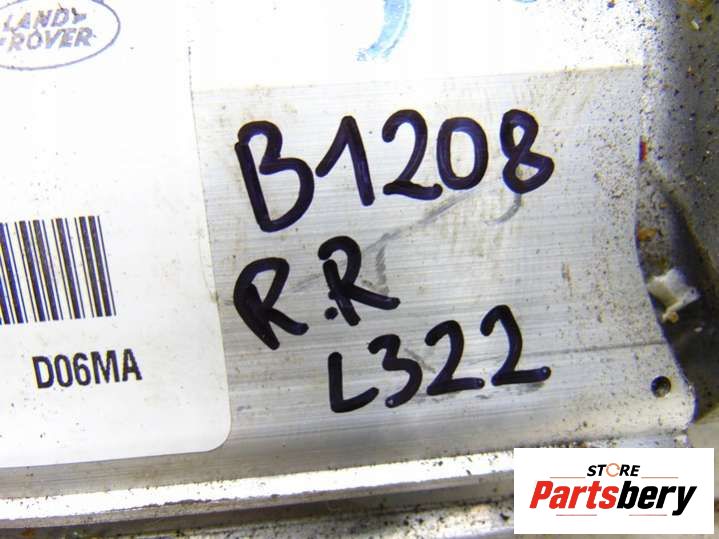 LAND-
-ROVER
B1208
R.R
L322
D06MA
STORE
Partsbery